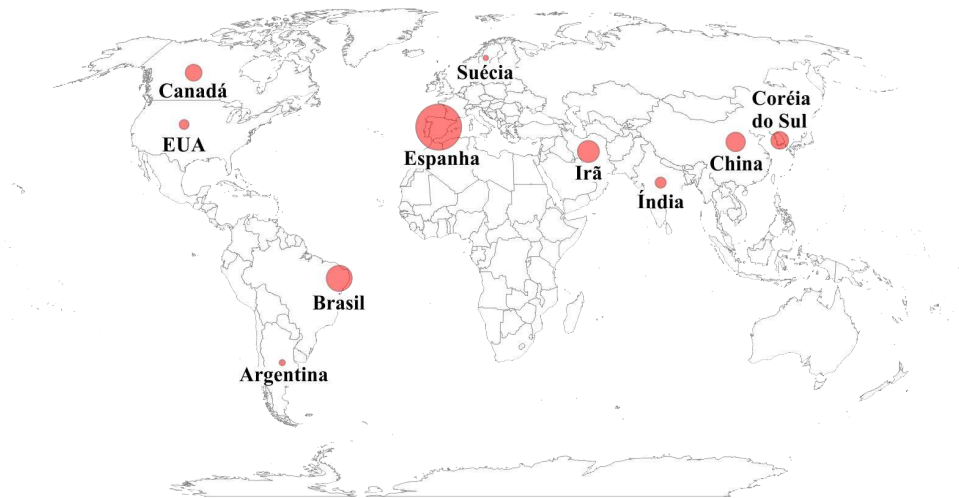 Suécia
Canadá
Coréia
do Sul
EUA
Espanha
China
Irã
Índia
Brasil
Argentina